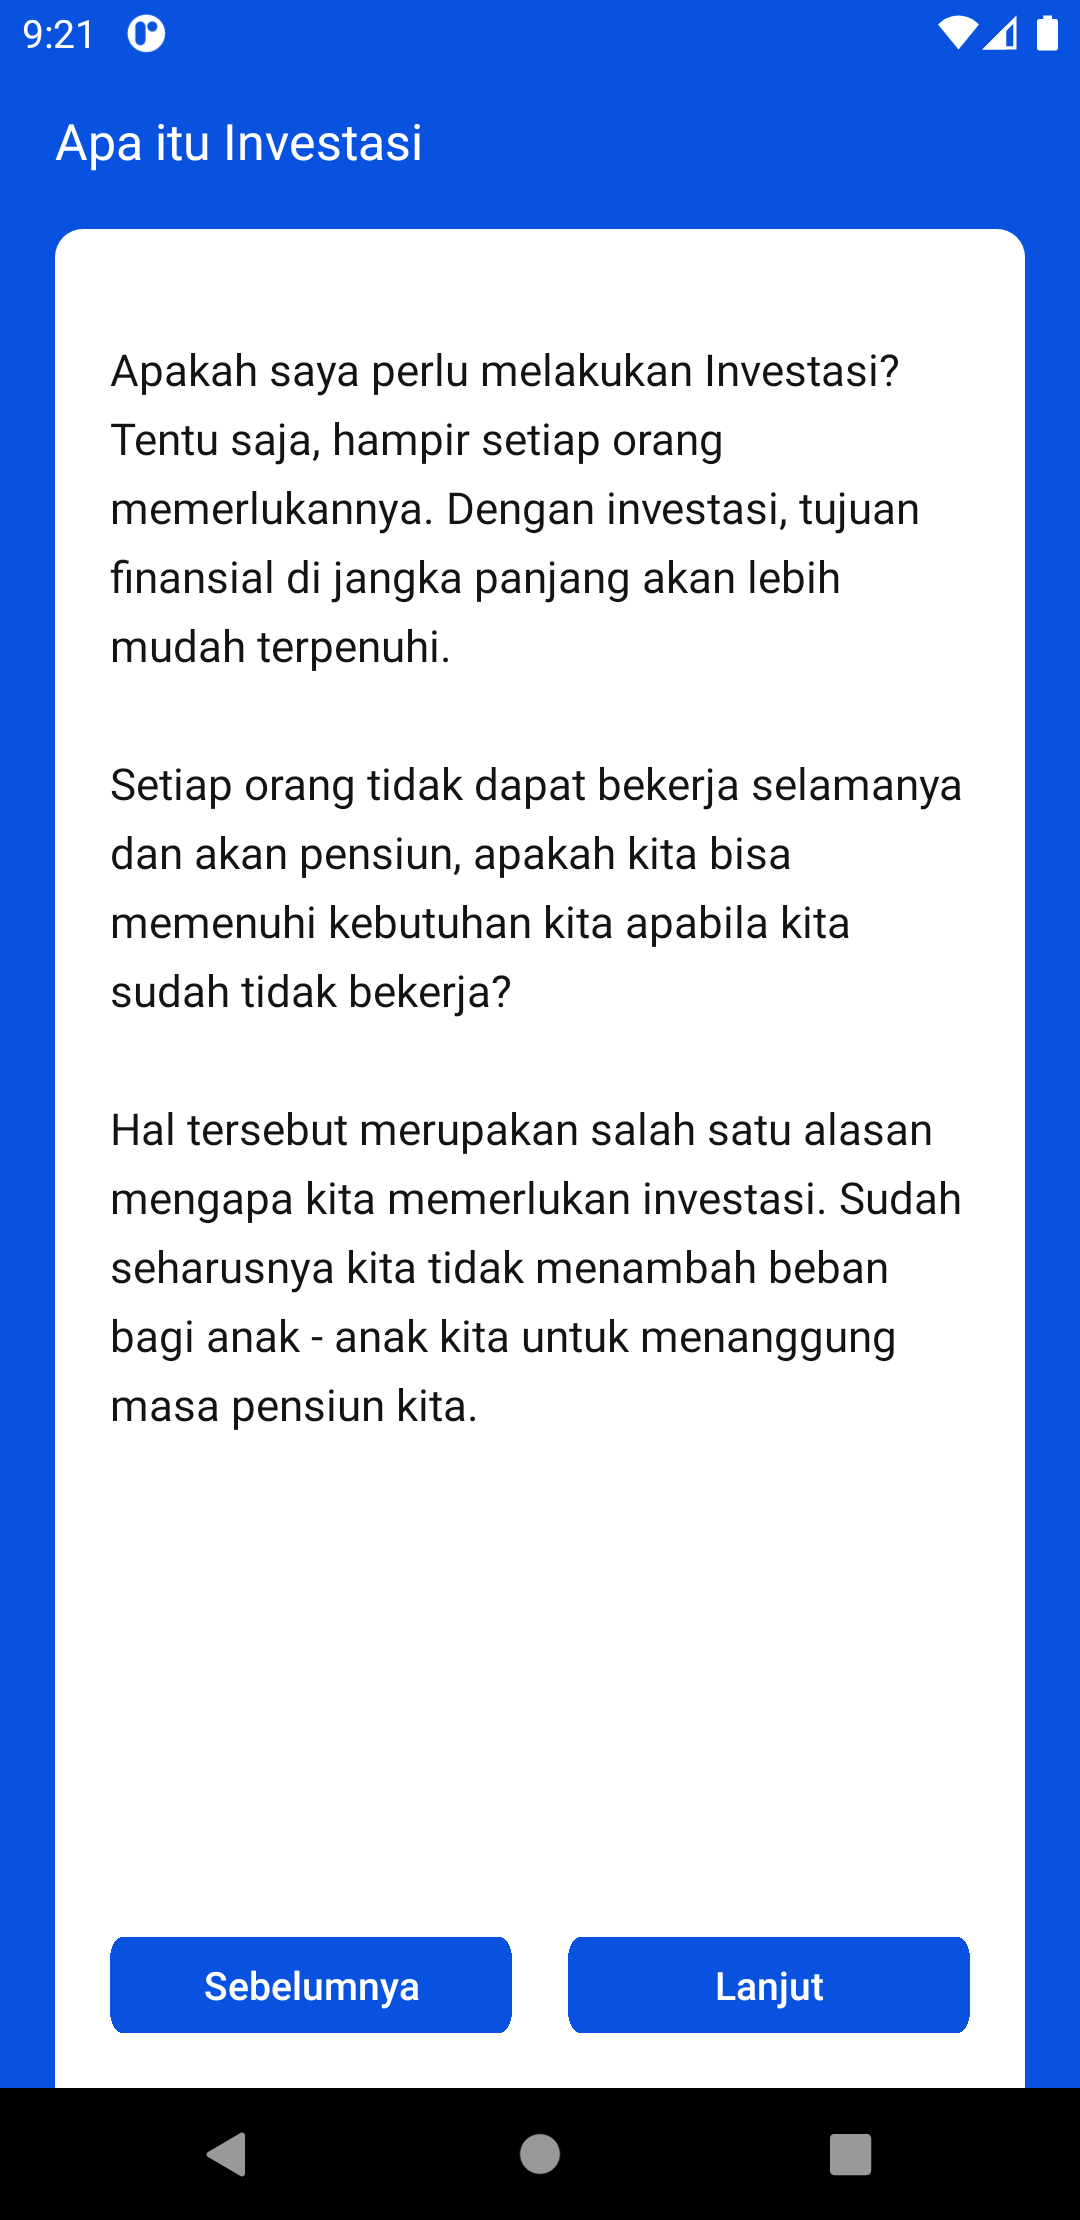 9:21
Apa itu Investasi
Apakah saya perlu melakukan Investasi?
Tentu saja, hampir setiap orang
memerlukannya. Dengan investasi, tujuan
finansial di jangka panjang akan lebih
mudah terpenuhi.
Setiap orang tidak dapat bekerja selamanya
dan akan pensiun, apakah kita bisa
memenuhi kebutuhan kita apabila kita
sudah tidak bekerja?
Hal tersebut merupakan salah satu alasan
mengapa kita memerlukan investasi. Sudah
seharusnya kita tidak menambah beban
bagi anak - anak kita untuk menanggung
masa pensiun kita.
Sebelumnya
Lanjut